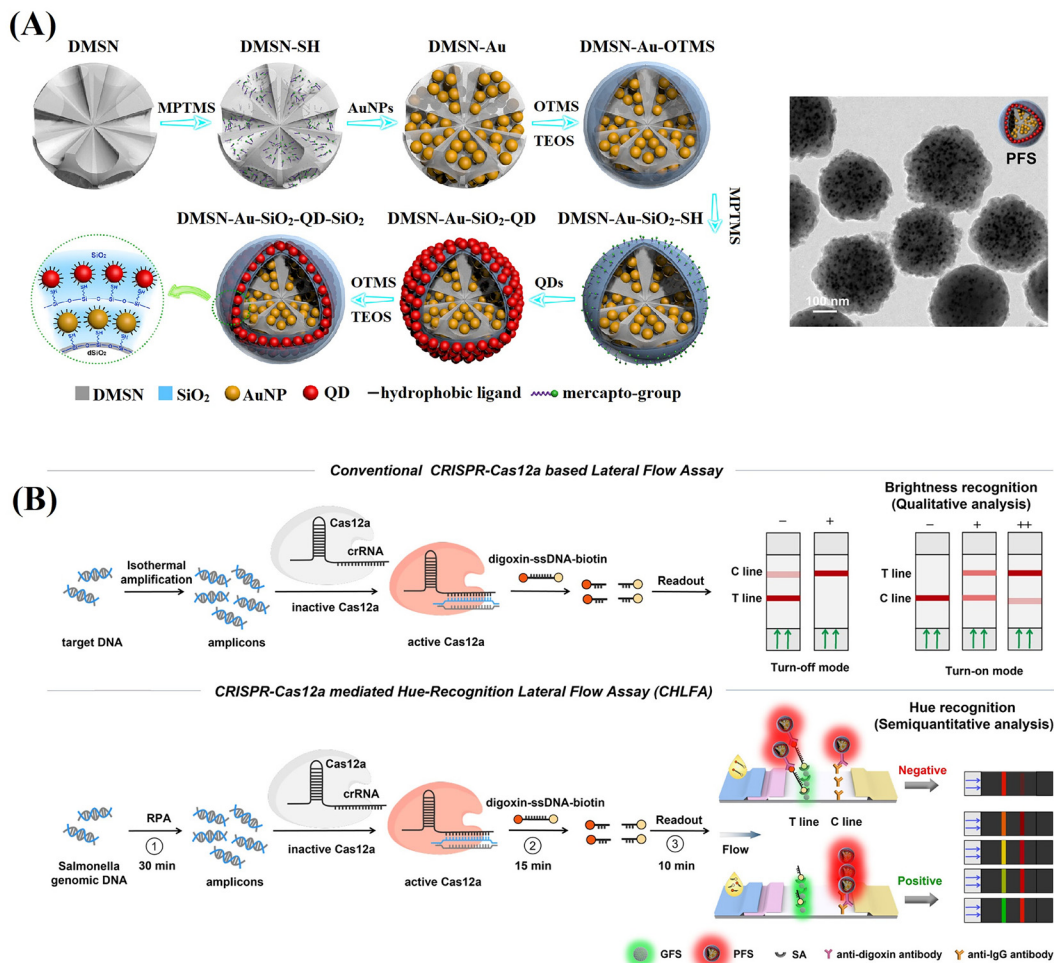 (A)
DMSN
DMSN-SH
DMSN-Au
DMSN-Au-OTMS
MPTMS
AuNPs
OTMS
TEOS
PFS
100 nm
MPTMS
DMSN-Au-SiO₂-QD-SiO₂
DMSN-Au-SiO₂-QD
DMSN-Au-SiO₂-SH
SiO₂
dSiO₂
OTMS
TEOS
QDs
DMSN
SiO₂
AuNP
QD
hydrophobic ligand
mercapto-group
Conventional CRISPR-Cas12a based Lateral Flow Assay
(B)
Brightness recognition
(Qualitative analysis)
Cas12a
crRNA
Isothermal
amplification
inactive Cas12a
digoxin-ssDNA-biotin
Readout
target DNA
amplicons
active Cas12a
− +
C line
T line
Turn-off mode
− + ++
T line
C line
Turn-on mode
CRISPR-Cas12a mediated Hue-Recognition Lateral Flow Assay (CHLFA)
Hue recognition
(Semiquantitative analysis)
Cas12a
crRNA
RPA
1
30 min
inactive Cas12a
digoxin-ssDNA-biotin
2
15 min
Readout
3
10 min
Salmonella
genomic DNA
amplicons
active Cas12a
Negative
T line
C line
Flow
Positive
GFS
PFS
SA
anti-digoxin antibody
anti-IgG antibody